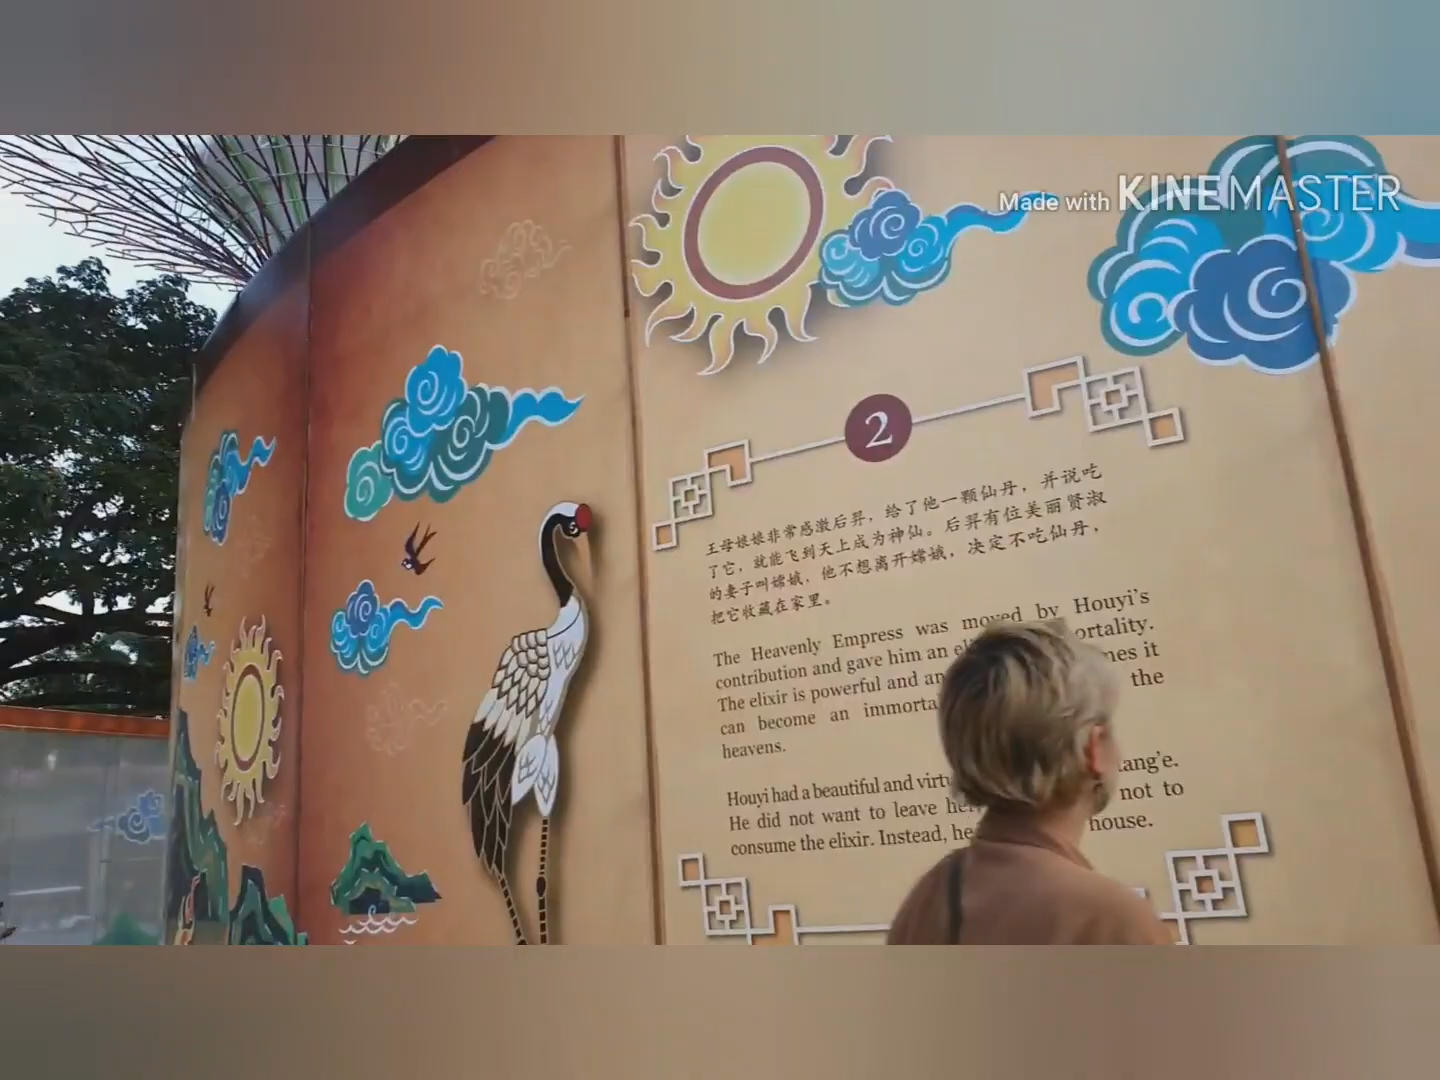 Made with KINEMASTER
2
王母娘娘非常感激后羿，给了他一颗仙丹，并说吃
了它，就能飞到天上成为神仙。后羿有位美丽贤淑
的妻子叫嫦娥，他不想离开嫦娥，决定不吃仙丹，
把它收藏在家里。
The Heavenly Empress was moved by Houyi's
contribution and gave him an
The elixir is powerful and it
can become an the
heavens.
Houyi had a beautiful and
He did not want to leave not to
consume the elixir. Instead, he house.